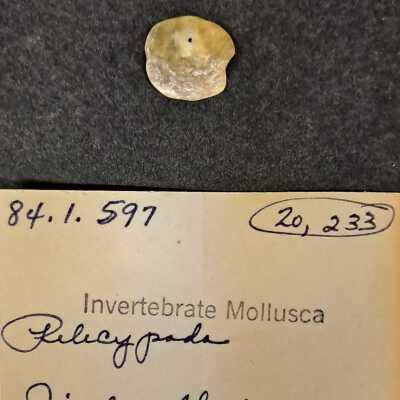 84.1.597 20,233
Invertebrate Mollusca
Pelecypoda